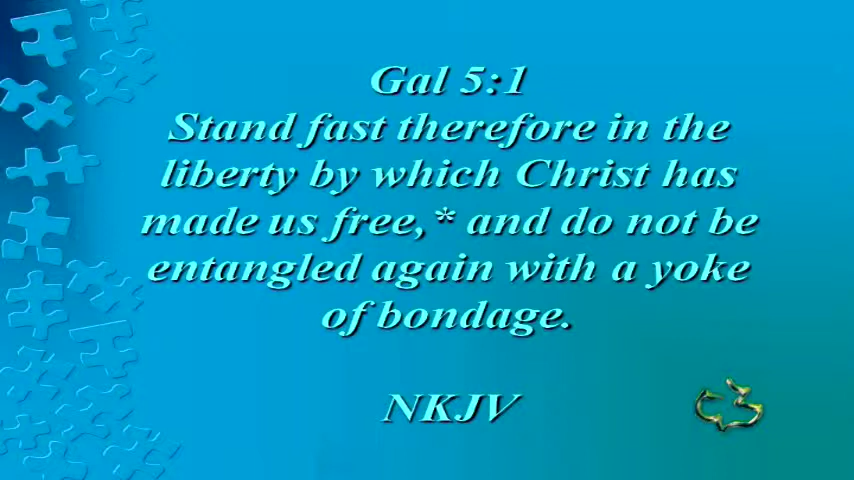 Gal 5:1
Stand fast therefore in the
liberty by which Christ has
made us free,* and do not be
entangled again with a yoke
of bondage.
NKJV